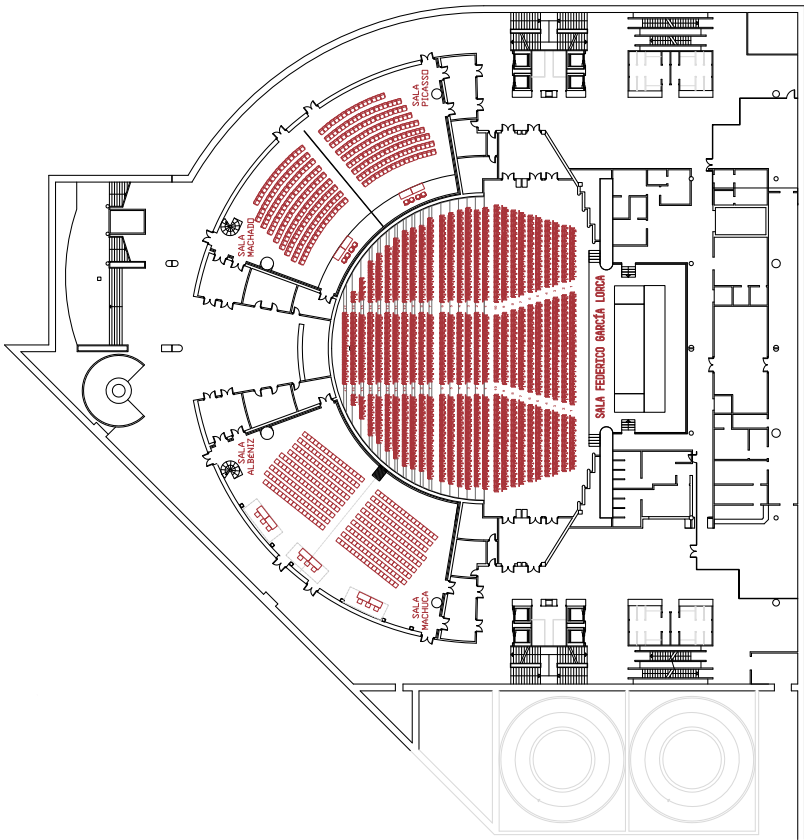 SALA
PICASSO
SALA
MACHADO
SALA FEDERICO GARCÍA LORCA
SALA
ALBENIZ
SALA
MACHUCA